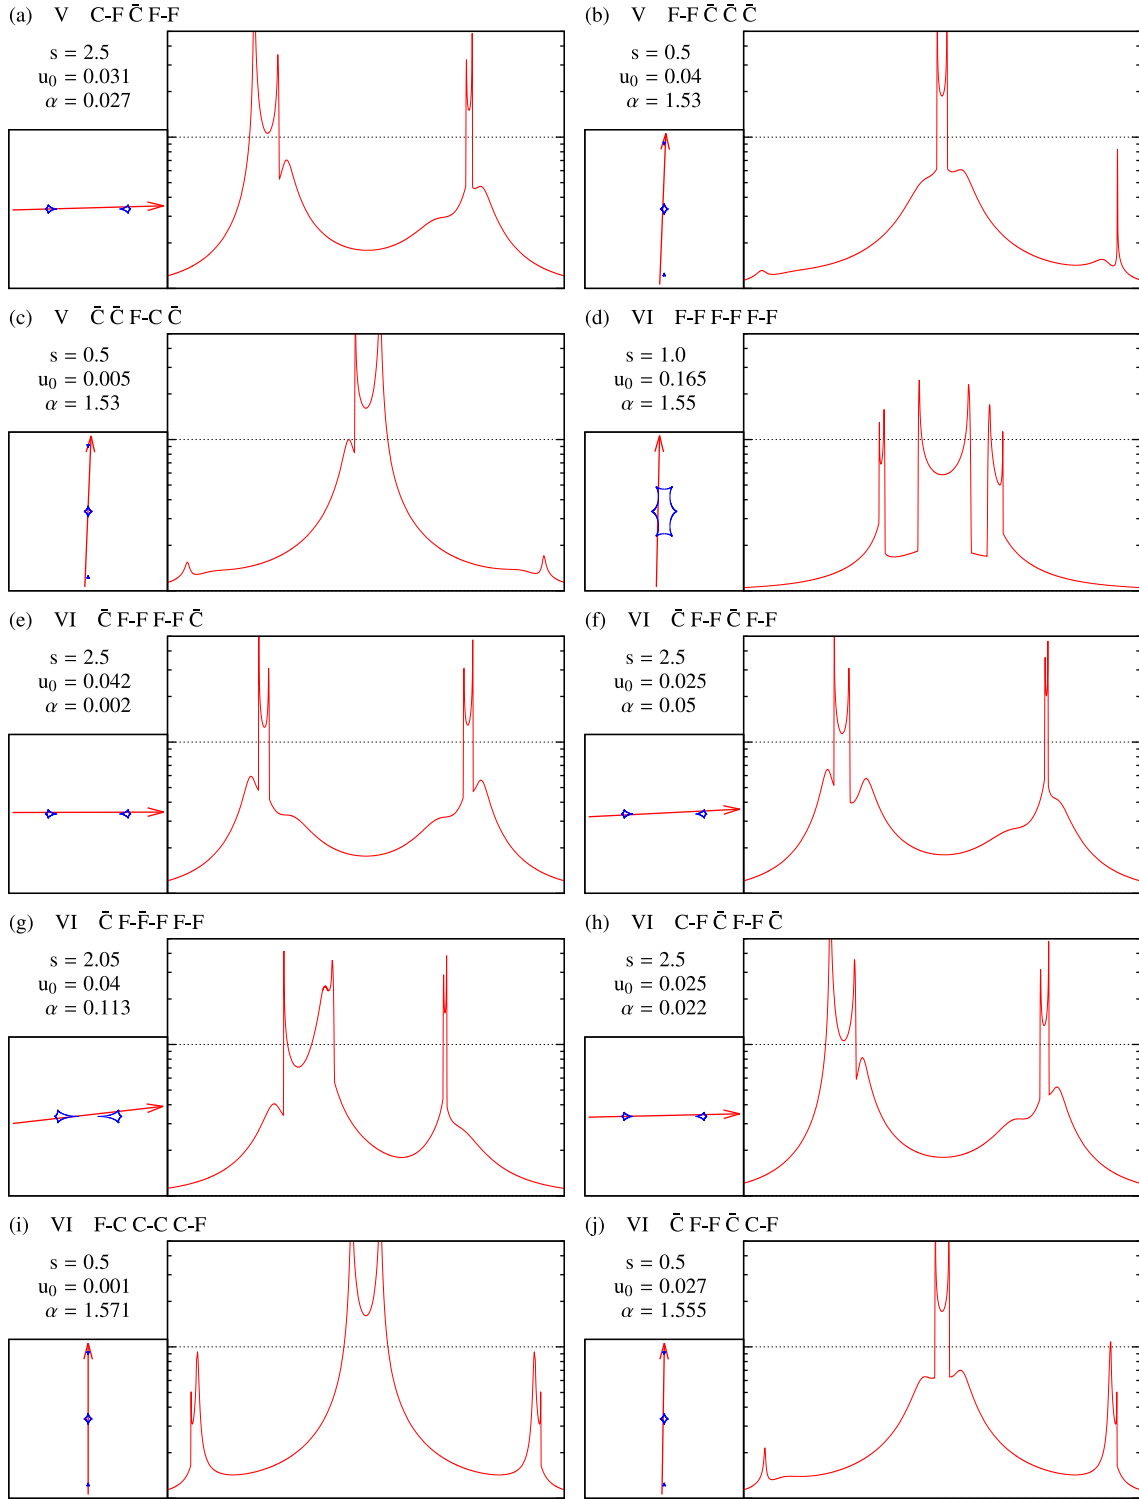 (a) V C-F C̄ F-F
s = 2.5
u₀ = 0.031
α = 0.027
(b) V F-F C̄ C̄ C̄
s = 0.5
u₀ = 0.04
α = 1.53
(c) V C̄ C̄ F-C C̄
s = 0.5
u₀ = 0.005
α = 1.53
(d) VI F-F F-F F-F
s = 1.0
u₀ = 0.165
α = 1.55
(e) VI C̄ F-F F-F C̄
s = 2.5
u₀ = 0.042
α = 0.002
(f) VI C̄ F-F C̄ F-F
s = 2.5
u₀ = 0.025
α = 0.05
(g) VI C̄ F-F̄-F F-F
s = 2.05
u₀ = 0.04
α = 0.113
(h) VI C-F C̄ F-F C̄
s = 2.5
u₀ = 0.025
α = 0.022
(i) VI F-C C-C C-F
s = 0.5
u₀ = 0.001
α = 1.571
(j) VI C̄ F-F C̄ C-F
s = 0.5
u₀ = 0.027
α = 1.555